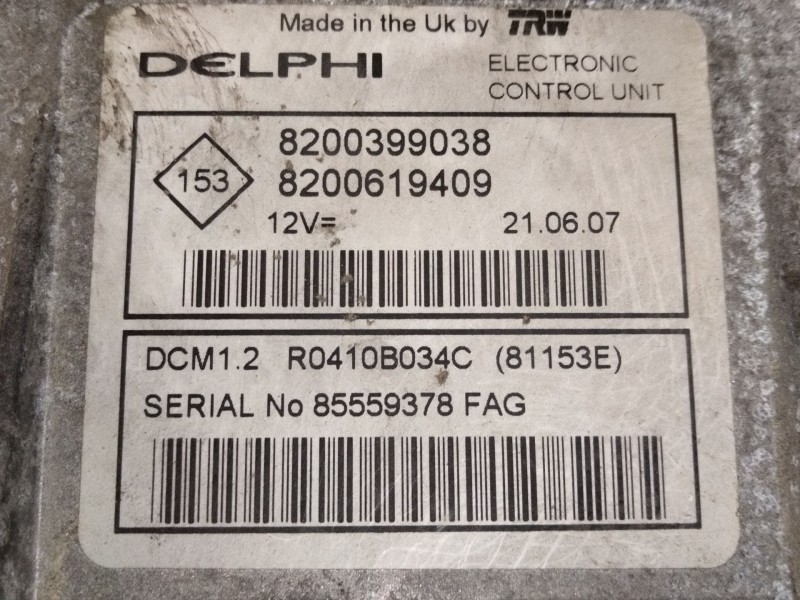 Made in the Uk by TRW
DELPHI
ELECTRONIC
CONTROL UNIT
153
8200399038
8200619409
12V= 21.06.07
DCM1.2 R0410B034C (81153E)
SERIAL No 85559378 FAG